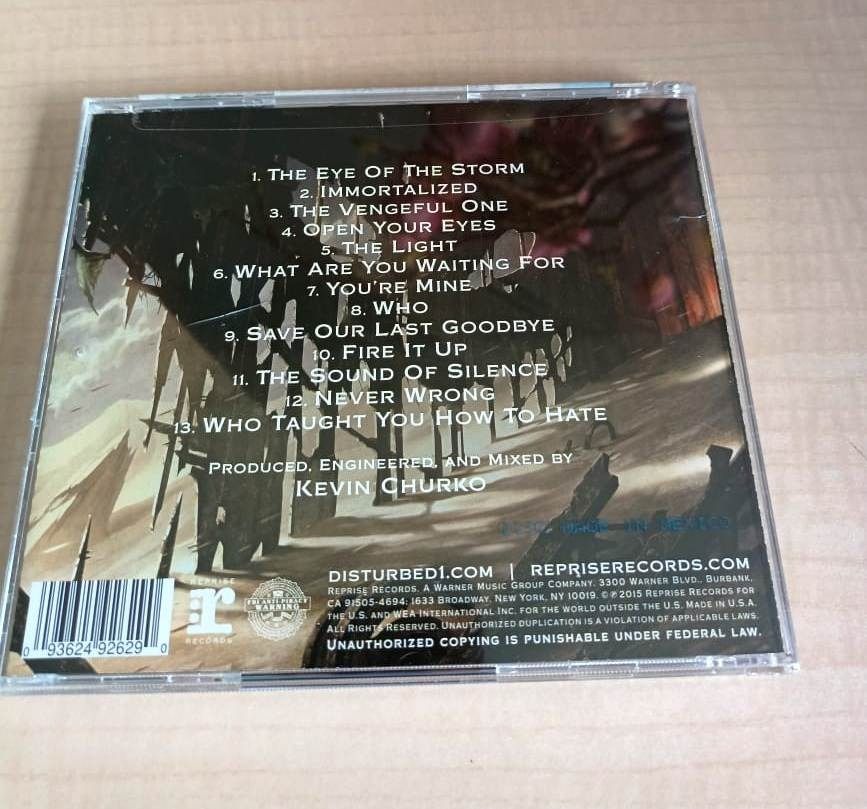 1. The Eye Of The Storm
2. Immortalized
3. The Vengeful One
4. Open Your Eyes
5. The Light
6. What Are You Waiting For
7. You're Mine
8. Who
9. Save Our Last Goodbye
10. Fire It Up
11. The Sound Of Silence
12. Never Wrong
13. Who Taught You How To Hate
Produced, Engineered, and Mixed by
Kevin Churko
DISC MADE IN MEXICO
disturbed1.com | repriserecords.com
Reprise Records. A Warner Music Group Company. 3300 Warner Blvd., Burbank,
CA 91505-4694; 1633 Broadway, New York, NY 10019. © ℗ 2015 Reprise Records for
the U.S. and WEA International Inc. for the world outside the U.S. Made in U.S.A.
All Rights Reserved. Unauthorized duplication is a violation of applicable laws.
Unauthorized copying is punishable under federal law.
REPRISE
r
RECORDS
FBI ANTI-PIRACY
WARNING
0 93624 92629 0